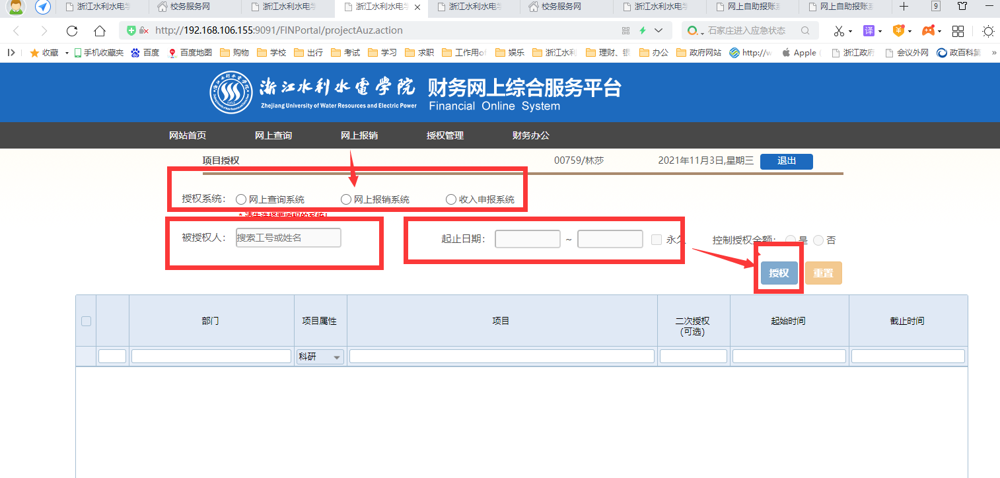 浙江水利水电学 校务服务网 浙江水利水电学 浙江水利水电学 浙江水利水电学 校务服务网 浙江水利水电学 网上自助报账系 网上自助报账系 9
http://192.168.106.155:9091/FINPortal/projectAuz.action 石家庄进入应急状态 译
收藏 手机收藏夹 百度 百度地图 购物 学校 出行 考试 学习 求职 工作用of 娱乐 浙江水利 理财、银 办公 政府网站 http://w Apple 浙江政府 会议外网 政百科第 »
浙江水利水電學院 财务网上综合服务平台
Zhejiang University of Water Resources and Electric Power Financial Online System
网站首页 网上查询 网上报销 授权管理 财务办公
项目授权 00759/林莎 2021年11月3日,星期三 退出
授权系统: 网上查询系统 网上报销系统 收入申报系统
* 请先选择要授权的系统!
被授权人: 搜索工号或姓名 起止日期: ~ 永久 控制授权金额: 是 否
授权 重置
部门 项目属性 项目 二次授权 起始时间 截止时间
(可选)
科研